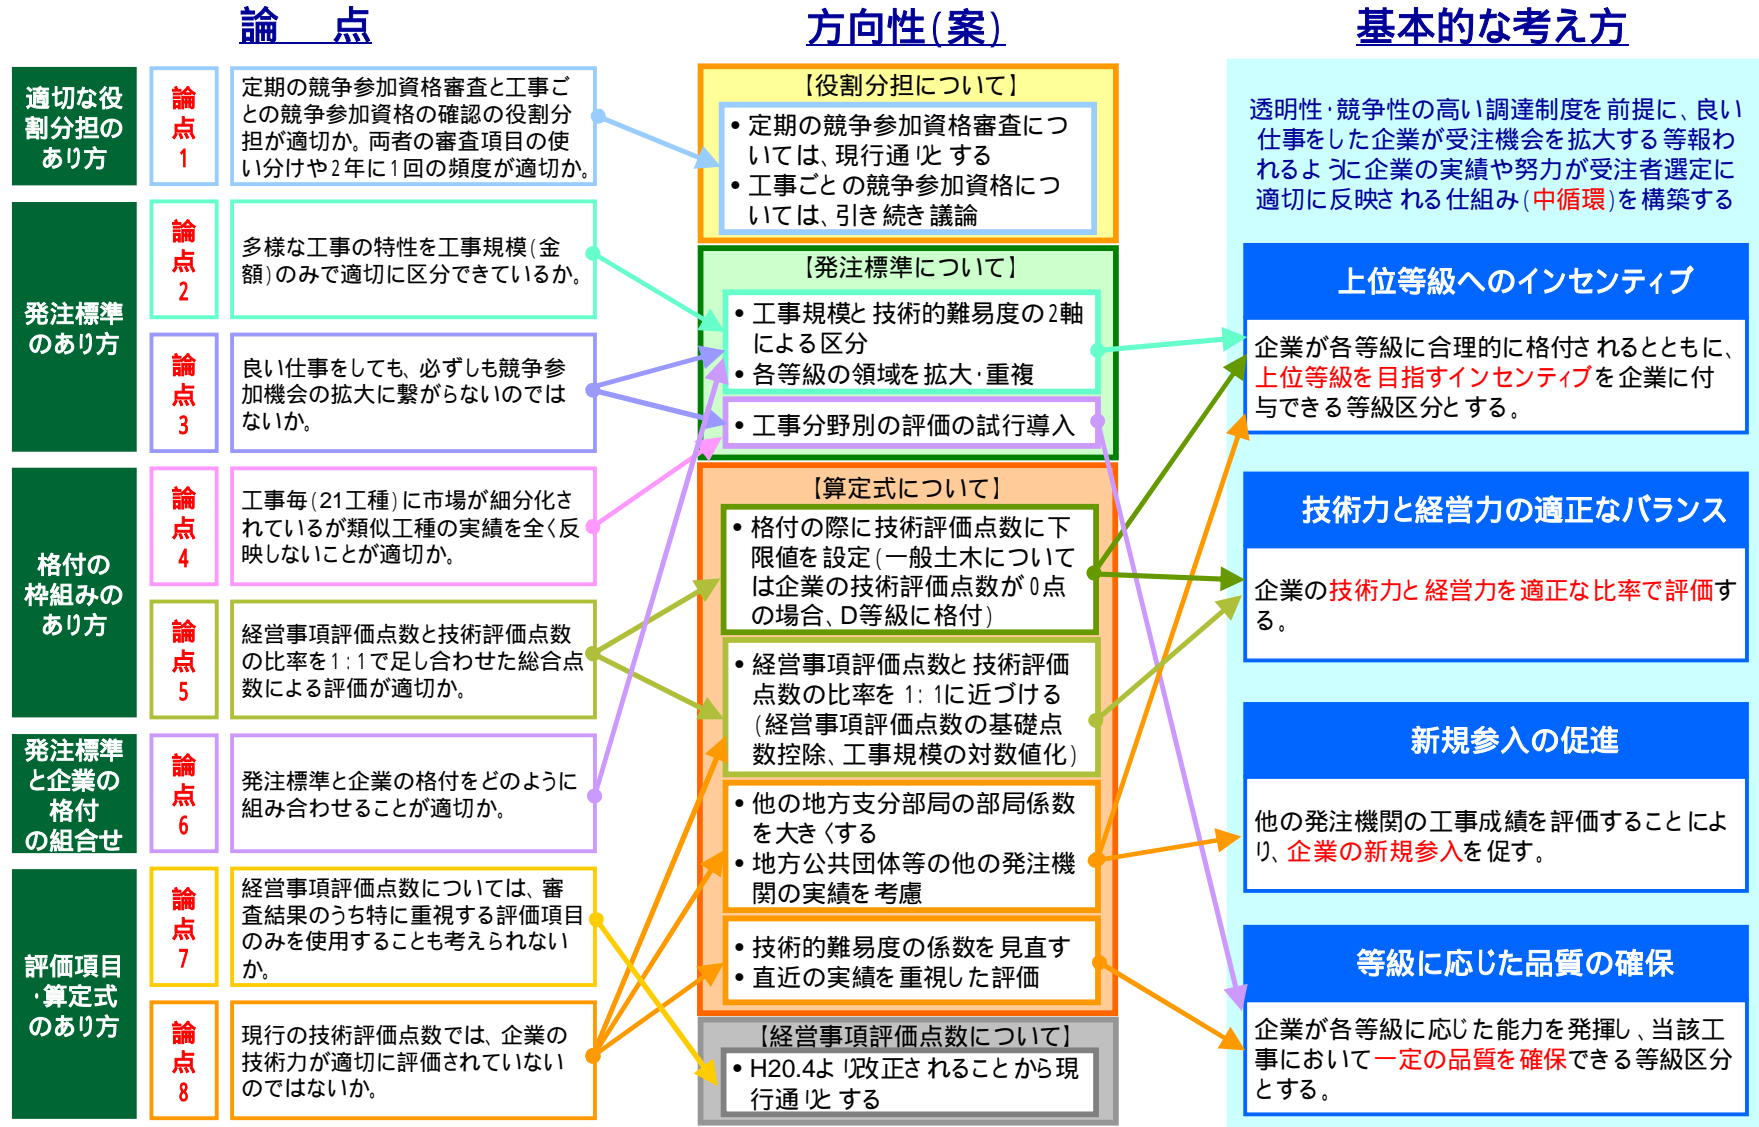 論　点
適切な役
割分担の
あり方
論
点
1
定期の競争参加資格審査と工事ご
との競争参加資格の確認の役割分
担が適切か。両者の審査項目の使
い分けや2年に1回の頻度が適切か。
発注標準
のあり方
論
点
2
多様な工事の特性を工事規模(金
額)のみで適切に区分できているか。
論
点
3
良い仕事をしても、必ずしも競争参
加機会の拡大に繋がらないのでは
ないか。
格付の
枠組みの
あり方
論
点
4
工事毎(21工種)に市場が細分化さ
れているが類似工種の実績を全く反
映しないことが適切か。
論
点
5
経営事項評価点数と技術評価点数
の比率を1:1で足し合わせた総合点
数による評価が適切か。
発注標準
と企業の
格付
の組合せ
論
点
6
発注標準と企業の格付をどのように
組み合わせることが適切か。
評価項目
・算定式
のあり方
論
点
7
経営事項評価点数については、審
査結果のうち特に重視する評価項目
のみを使用することも考えられない
か。
論
点
8
現行の技術評価点数では、企業の
技術力が適切に評価されていない
のではないか。
方向性(案)
【役割分担について】
• 定期の競争参加資格審査につ
いては、現行通りとする
• 工事ごとの競争参加資格につ
いては、引き続き議論
【発注標準について】
• 工事規模と技術的難易度の2軸
による区分
• 各等級の領域を拡大・重複
• 工事分野別の評価の試行導入
【算定式について】
• 格付の際に技術評価点数に下
限値を設定(一般土木について
は企業の技術評価点数が0点
の場合、D等級に格付)
• 経営事項評価点数と技術評価
点数の比率を1:1に近づける
(経営事項評価点数の基礎点
数控除、工事規模の対数値化)
• 他の地方支分部局の部局係数
を大きくする
• 地方公共団体等の他の発注機
関の実績を考慮
• 技術的難易度の係数を見直す
• 直近の実績を重視した評価
【経営事項評価点数について】
• H20.4より改正されることから現
行通りとする
基本的な考え方
透明性・競争性の高い調達制度を前提に、良い
仕事をした企業が受注機会を拡大する等報わ
れるように企業の実績や努力が受注者選定に
適切に反映される仕組み(中循環)を構築する
上位等級へのインセンティブ
企業が各等級に合理的に格付されるとともに、
上位等級を目指すインセンティブを企業に付
与できる等級区分とする。
技術力と経営力の適正なバランス
企業の技術力と経営力を適正な比率で評価す
る。
新規参入の促進
他の発注機関の工事成績を評価することによ
り、企業の新規参入を促す。
等級に応じた品質の確保
企業が各等級に応じた能力を発揮し、当該工
事において一定の品質を確保できる等級区分
とする。